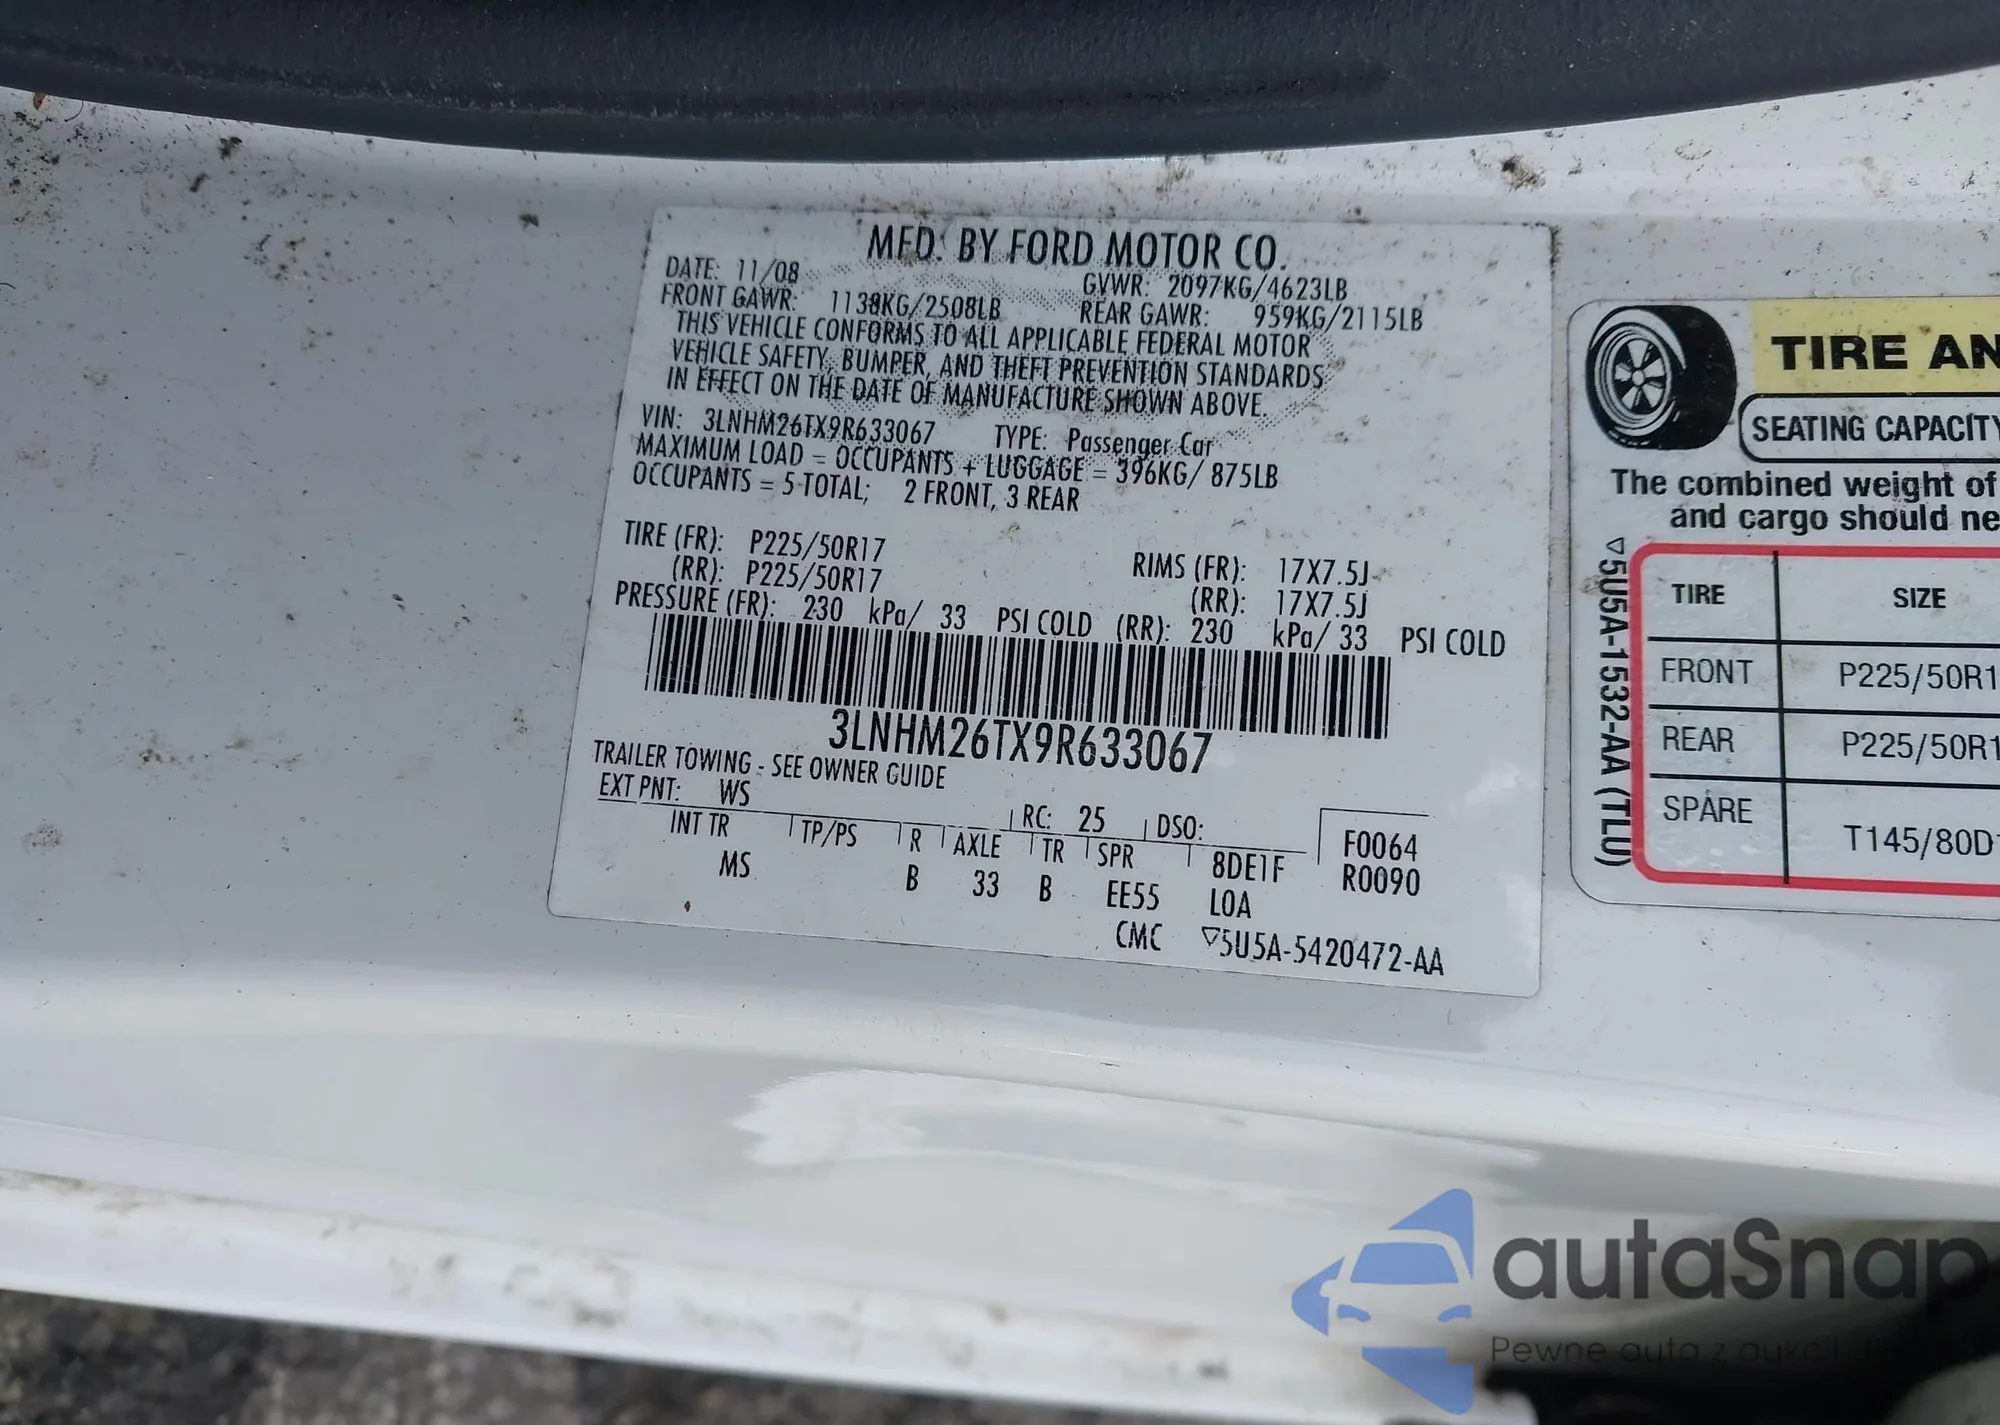 MFD. BY FORD MOTOR CO.
DATE: 11/08 GVWR: 2097KG/4623LB
FRONT GAWR: 1138KG/2508LB REAR GAWR: 959KG/2115LB
THIS VEHICLE CONFORMS TO ALL APPLICABLE FEDERAL MOTOR
VEHICLE SAFETY, BUMPER, AND THEFT PREVENTION STANDARDS
IN EFFECT ON THE DATE OF MANUFACTURE SHOWN ABOVE.
VIN: 3LNHM26TX9R633067 TYPE: Passenger Car
MAXIMUM LOAD = OCCUPANTS + LUGGAGE = 396KG/ 875LB
OCCUPANTS = 5 TOTAL; 2 FRONT, 3 REAR
TIRE (FR): P225/50R17 RIMS (FR): 17X7.5J
(RR): P225/50R17 (RR): 17X7.5J
PRESSURE (FR): 230 kPa/ 33 PSI COLD (RR): 230 kPa/ 33 PSI COLD
3LNHM26TX9R633067
TRAILER TOWING - SEE OWNER GUIDE
EXT PNT: WS RC: 25 DSO:
INT TR TP/PS R AXLE TR SPR 8DE1F F0064
MS B 33 B EE55 LOA R0090
CMC ▽5U5A-5420472-AA
TIRE AN
SEATING CAPACITY
The combined weight of
and cargo should ne
▽5U5A-1532-AA (TLU)
TIRE SIZE
FRONT P225/50R1
REAR P225/50R1
SPARE T145/80D
autaSnap
Pewne auta z aukcji